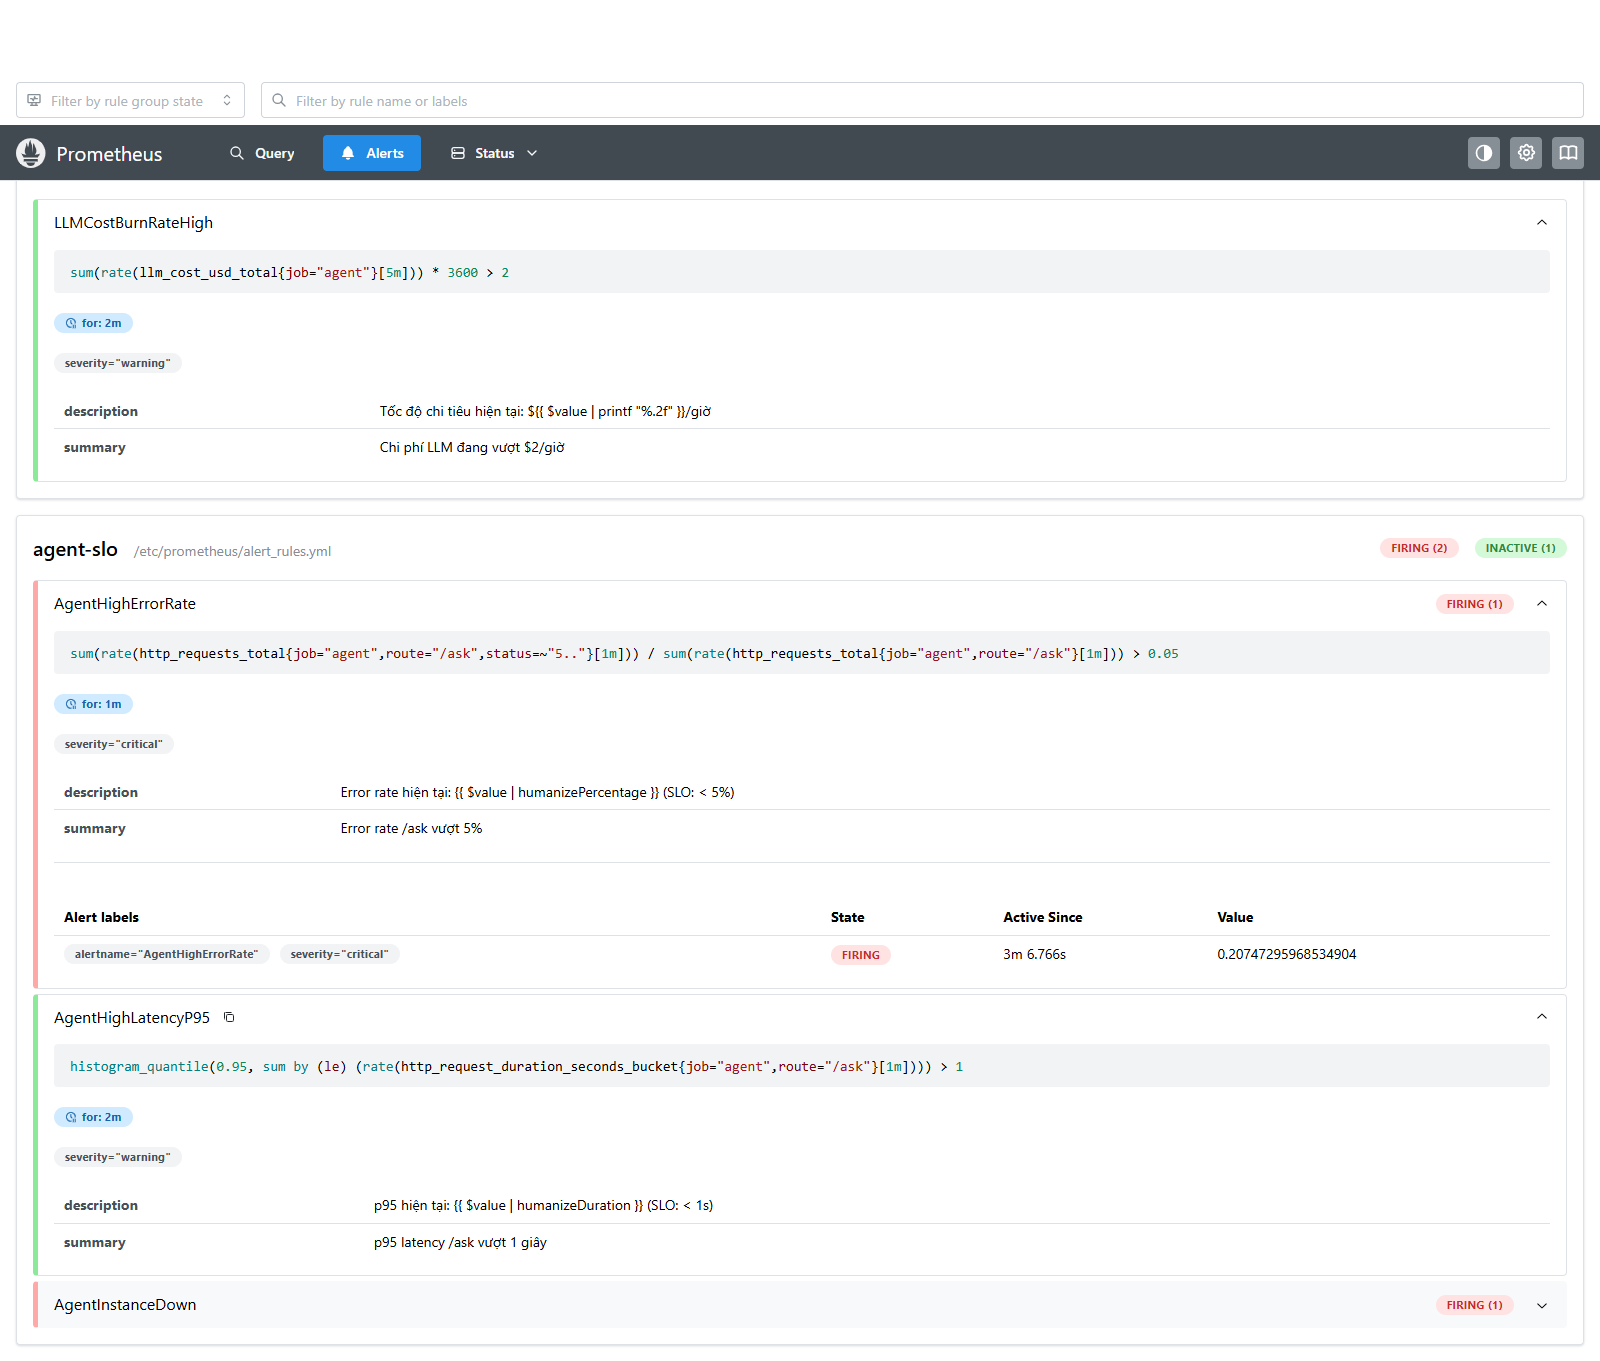 Filter by rule group state
Filter by rule name or labels
Prometheus
Query
Alerts
Status
LLMCostBurnRateHigh
sum(rate(llm_cost_usd_total{job="agent"}[5m])) * 3600 > 2
for: 2m
severity="warning"
description Tốc độ chi tiêu hiện tại: ${{ $value | printf "%.2f" }}/giờ
summary Chi phí LLM đang vượt $2/giờ
agent-slo /etc/prometheus/alert_rules.yml FIRING (2) INACTIVE (1)
AgentHighErrorRate FIRING (1)
sum(rate(http_requests_total{job="agent",route="/ask",status=~"5.."}[1m])) / sum(rate(http_requests_total{job="agent",route="/ask"}[1m])) > 0.05
for: 1m
severity="critical"
description Error rate hiện tại: {{ $value | humanizePercentage }} (SLO: < 5%)
summary Error rate /ask vượt 5%
Alert labels State Active Since Value
alertname="AgentHighErrorRate" severity="critical" FIRING 3m 6.766s 0.20747295968534904
AgentHighLatencyP95
histogram_quantile(0.95, sum by (le) (rate(http_request_duration_seconds_bucket{job="agent",route="/ask"}[1m]))) > 1
for: 2m
severity="warning"
description p95 hiện tại: {{ $value | humanizeDuration }} (SLO: < 1s)
summary p95 latency /ask vượt 1 giây
AgentInstanceDown FIRING (1)